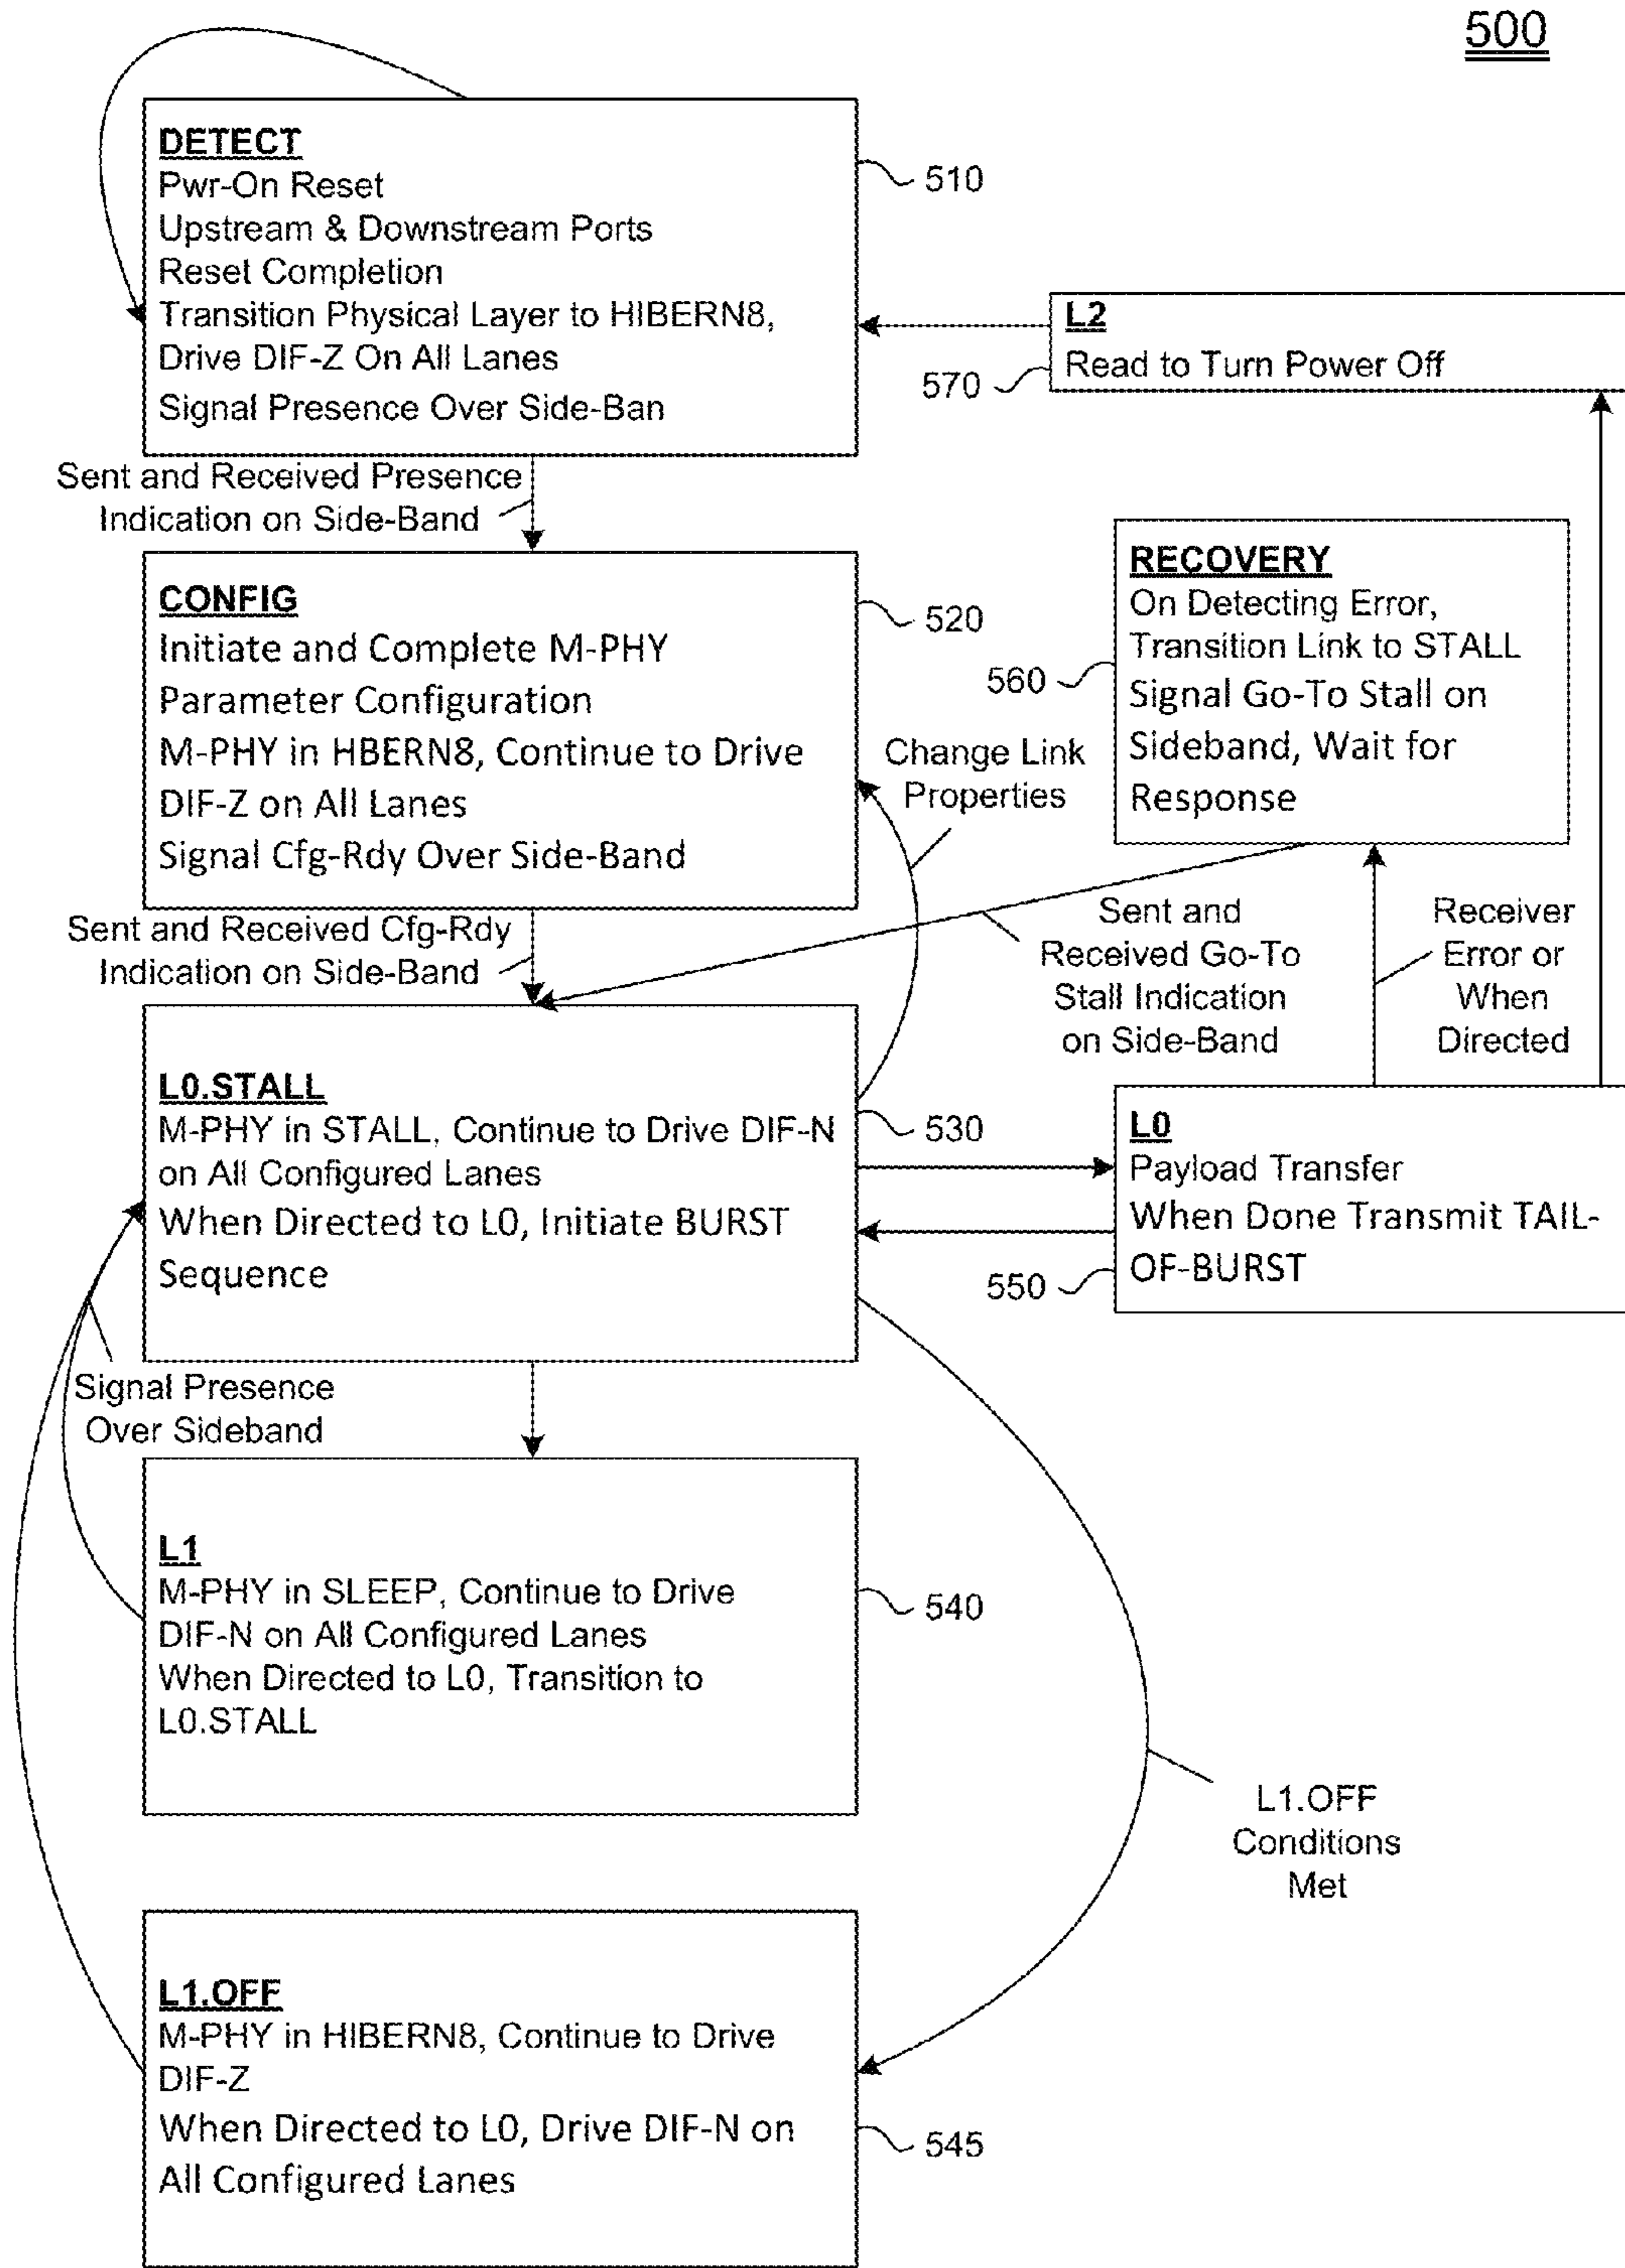 500
DETECT
Pwr-On Reset
Upstream & Downstream Ports
Reset Completion
Transition Physical Layer to HIBERN8,
Drive DIF-Z On All Lanes
Signal Presence Over Side-Ban
510
L2
Read to Turn Power Off
570
Sent and Received Presence
Indication on Side-Band
CONFIG
Initiate and Complete M-PHY
Parameter Configuration
M-PHY in HBERN8, Continue to Drive
DIF-Z on All Lanes
Signal Cfg-Rdy Over Side-Band
520
RECOVERY
On Detecting Error,
Transition Link to STALL
Signal Go-To Stall on
Sideband, Wait for
Response
560
Change Link
Properties
Sent and Received Cfg-Rdy
Indication on Side-Band
Sent and
Received Go-To
Stall Indication
on Side-Band
Receiver
Error or
When
Directed
L0.STALL
M-PHY in STALL, Continue to Drive DIF-N
on All Configured Lanes
When Directed to L0, Initiate BURST
Sequence
530
L0
Payload Transfer
When Done Transmit TAIL-
OF-BURST
550
Signal Presence
Over Sideband
L1
M-PHY in SLEEP, Continue to Drive
DIF-N on All Configured Lanes
When Directed to L0, Transition to
L0.STALL
540
L1.OFF
Conditions
Met
L1.OFF
M-PHY in HIBERN8, Continue to Drive
DIF-Z
When Directed to L0, Drive DIF-N on
All Configured Lanes
545